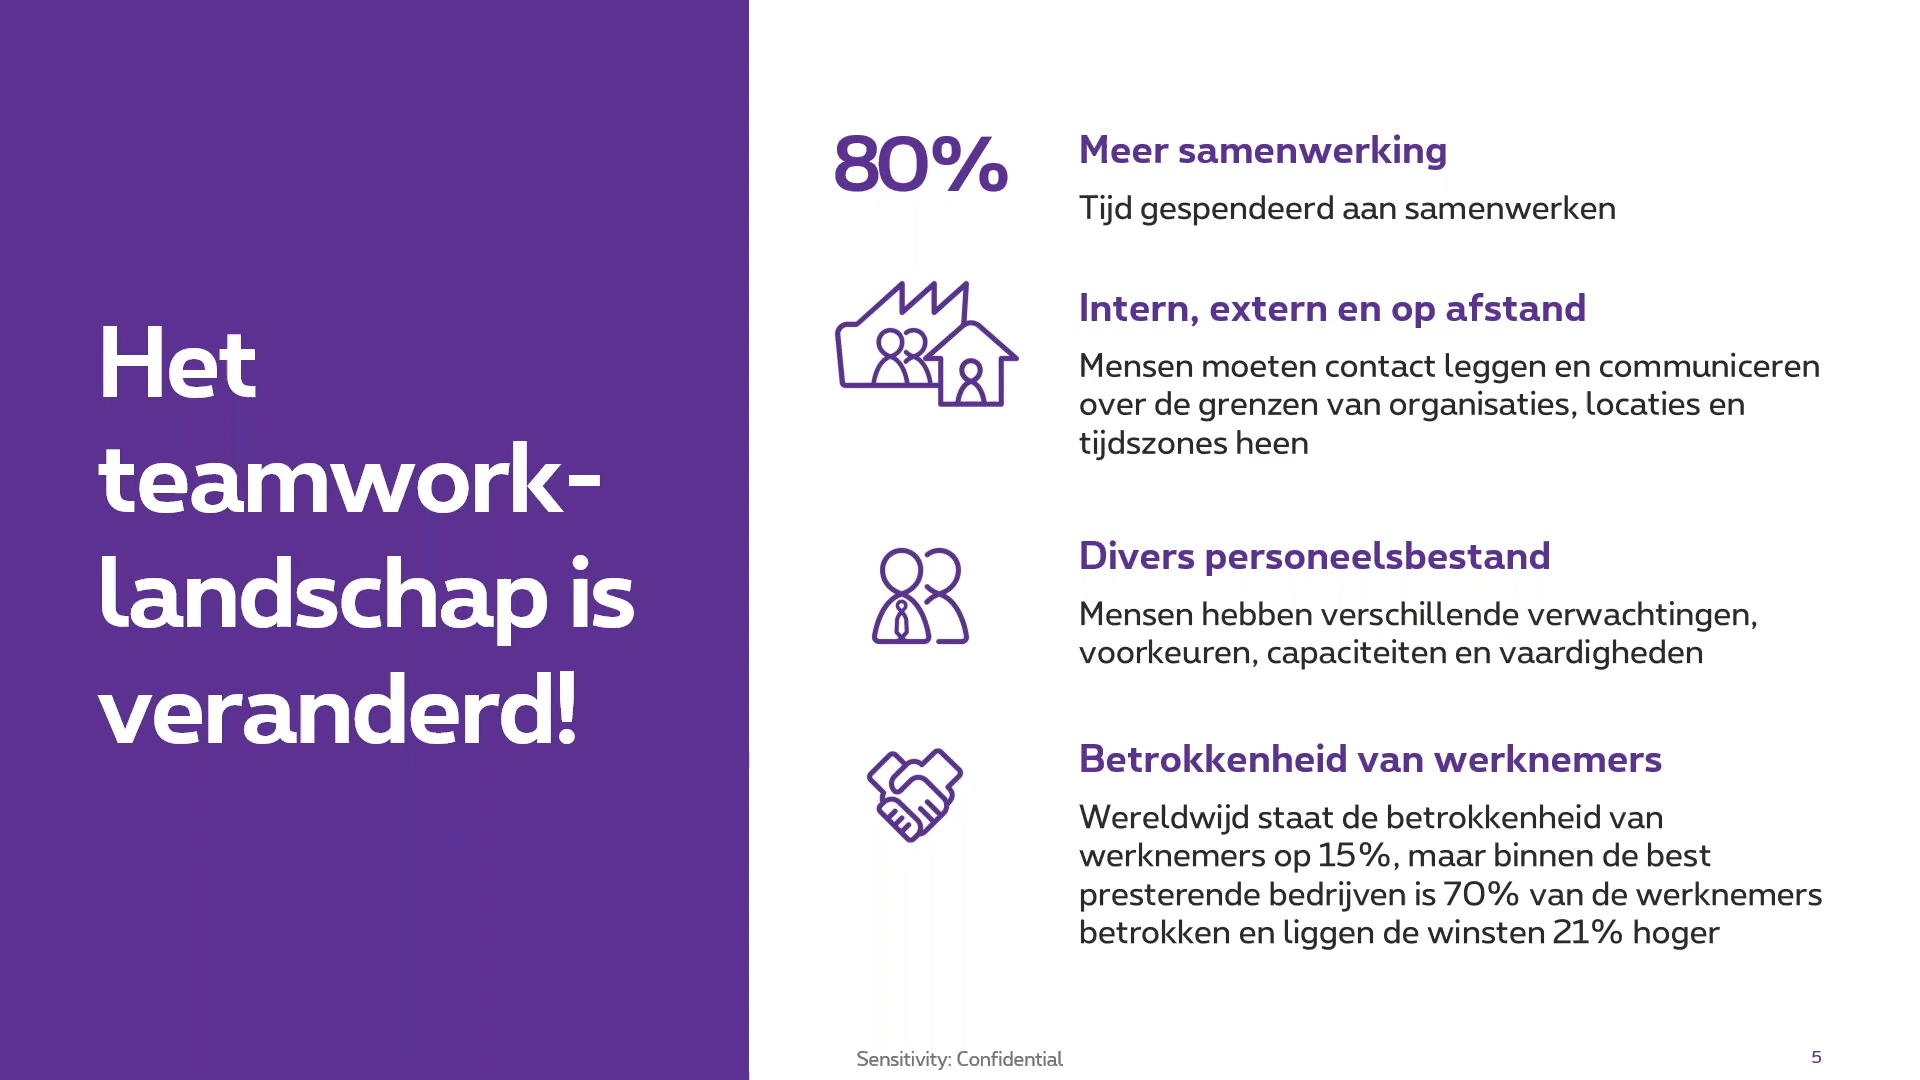 Het
teamwork-
landschap is
veranderd!
80%
Meer samenwerking
Tijd gespendeerd aan samenwerken
Intern, extern en op afstand
Mensen moeten contact leggen en communiceren
over de grenzen van organisaties, locaties en
tijdszones heen
Divers personeelsbestand
Mensen hebben verschillende verwachtingen,
voorkeuren, capaciteiten en vaardigheden
Betrokkenheid van werknemers
Wereldwijd staat de betrokkenheid van
werknemers op 15%, maar binnen de best
presterende bedrijven is 70% van de werknemers
betrokken en liggen de winsten 21% hoger
Sensitivity: Confidential
5